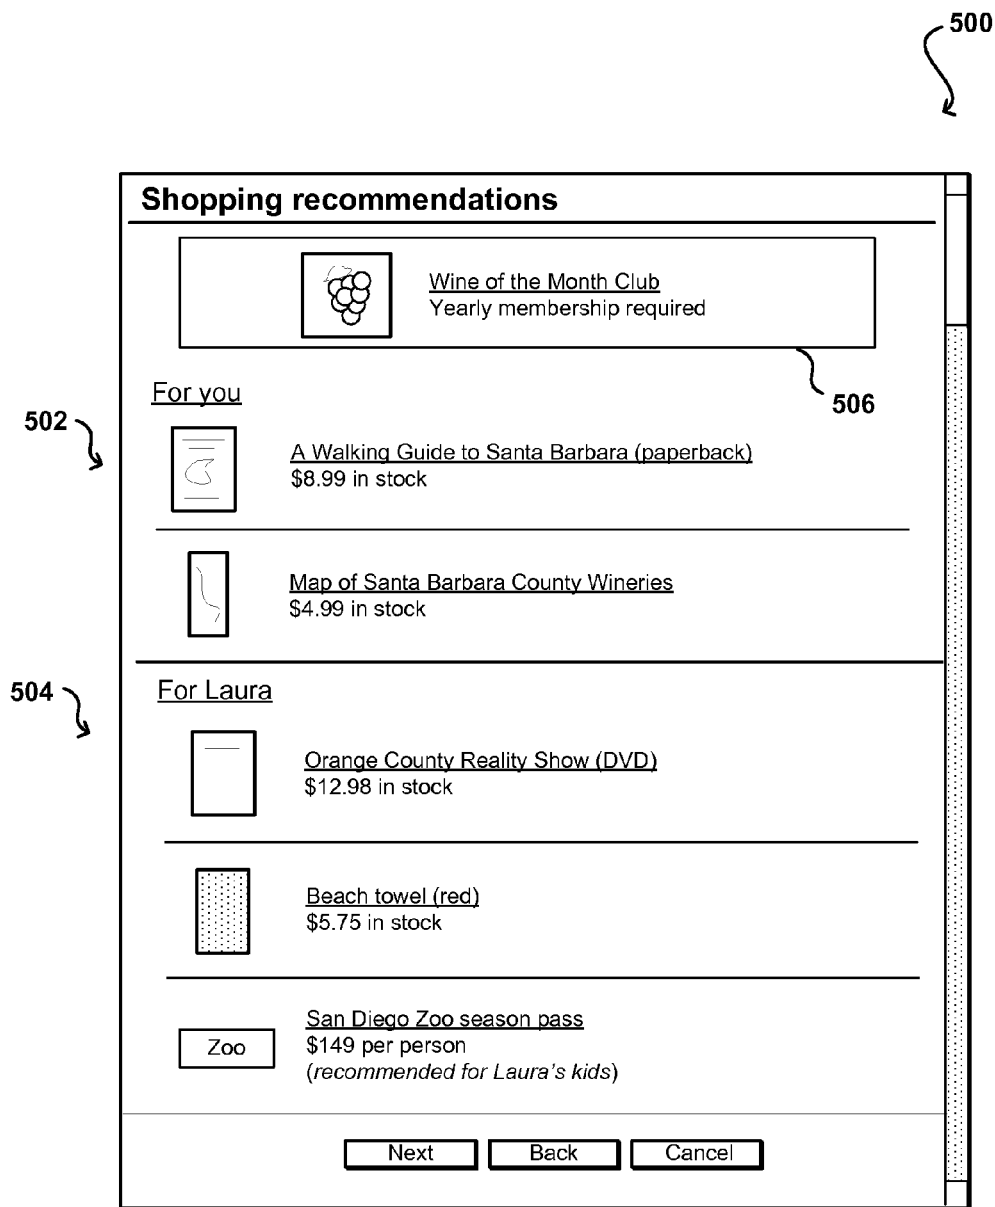 500
Shopping recommendations
Wine of the Month Club
Yearly membership required
506
For you
502
A Walking Guide to Santa Barbara (paperback)
$8.99 in stock
Map of Santa Barbara County Wineries
$4.99 in stock
504
For Laura
Orange County Reality Show (DVD)
$12.98 in stock
Beach towel (red)
$5.75 in stock
Zoo
San Diego Zoo season pass
$149 per person
(recommended for Laura's kids)
Next
Back
Cancel